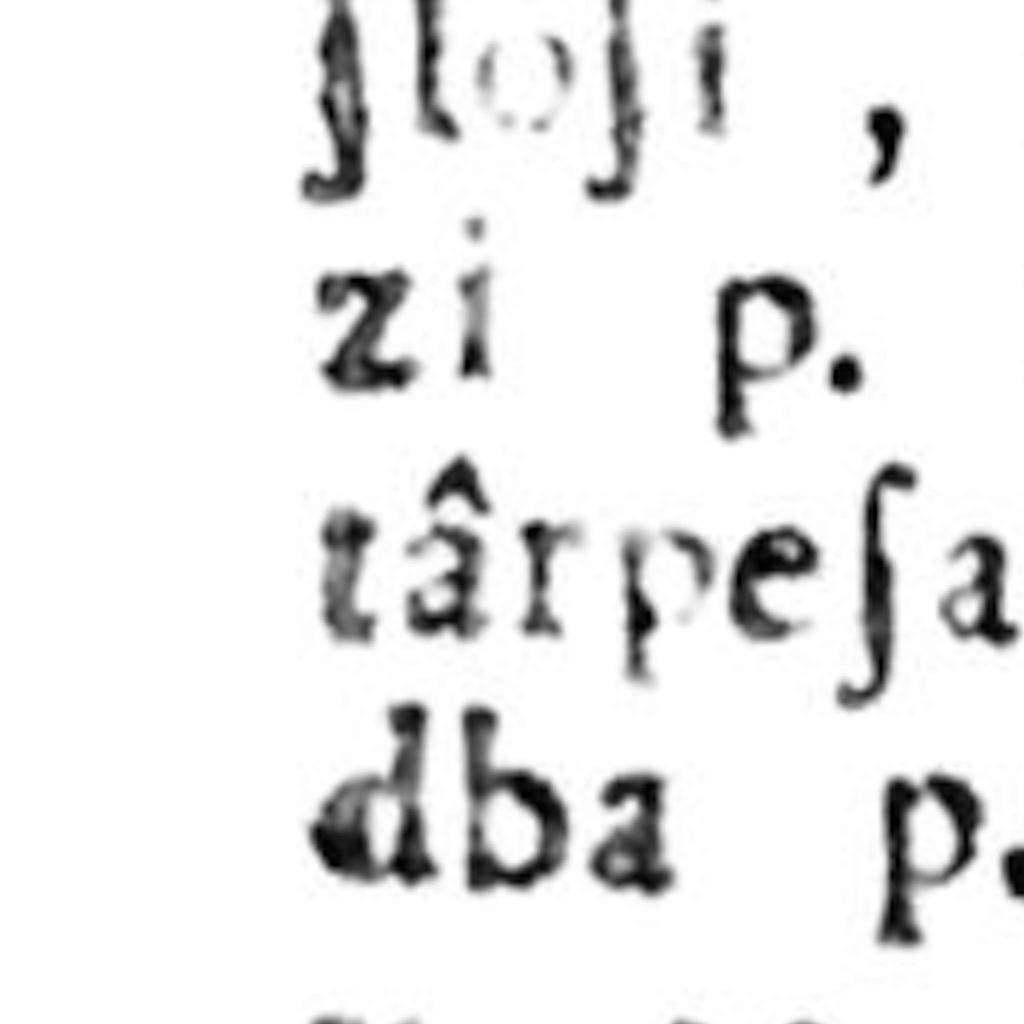 ſtoſi ,
zi p.
târpeſa
dba p.